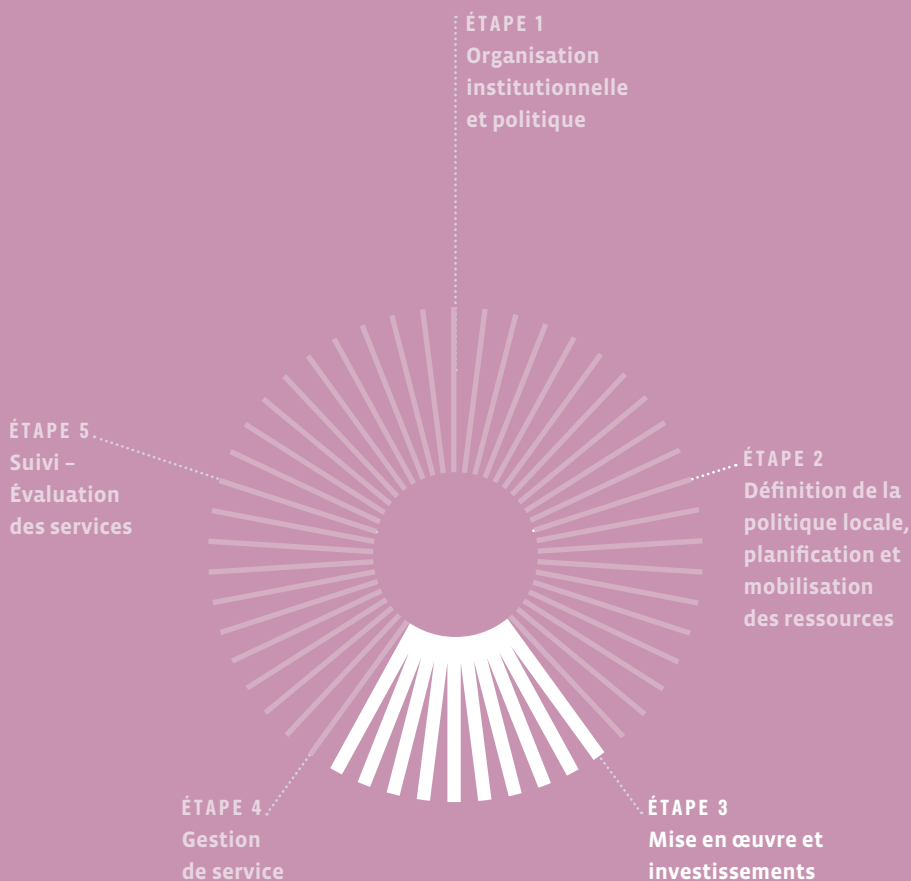 ÉTAPE 1
Organisation
institutionnelle
et politique
ÉTAPE 2
Définition de la
politique locale,
planification et
mobilisation
des ressources
ÉTAPE 3
Mise en œuvre et
investissements
ÉTAPE 4
Gestion
de service
ÉTAPE 5
Suivi –
Évaluation
des services